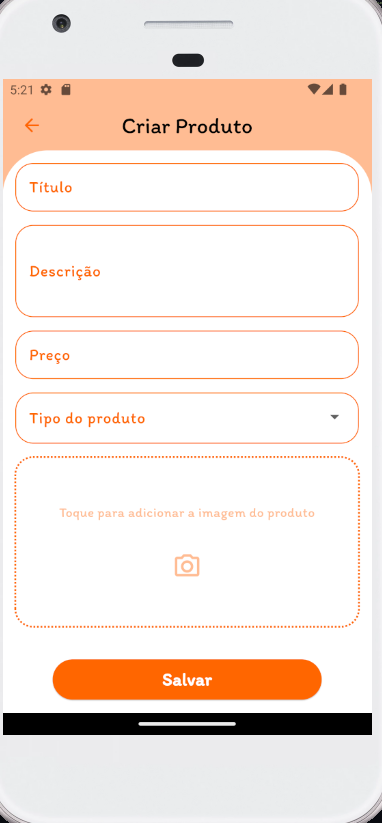 5:21
Criar Produto
Título
Descrição
Preço
Tipo do produto
Toque para adicionar a imagem do produto
Salvar